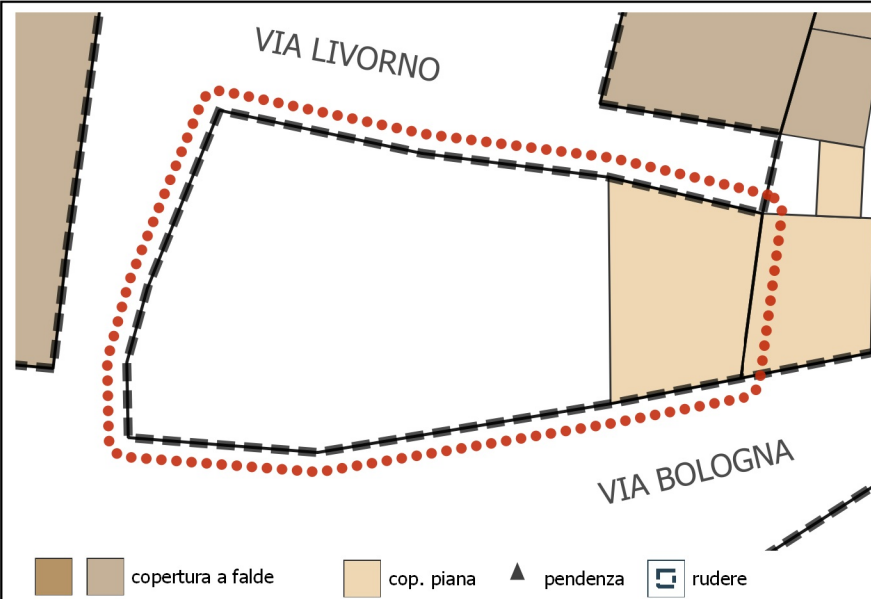 VIA LIVORNO
VIA BOLOGNA
copertura a falde
cop. piana
pendenza
rudere